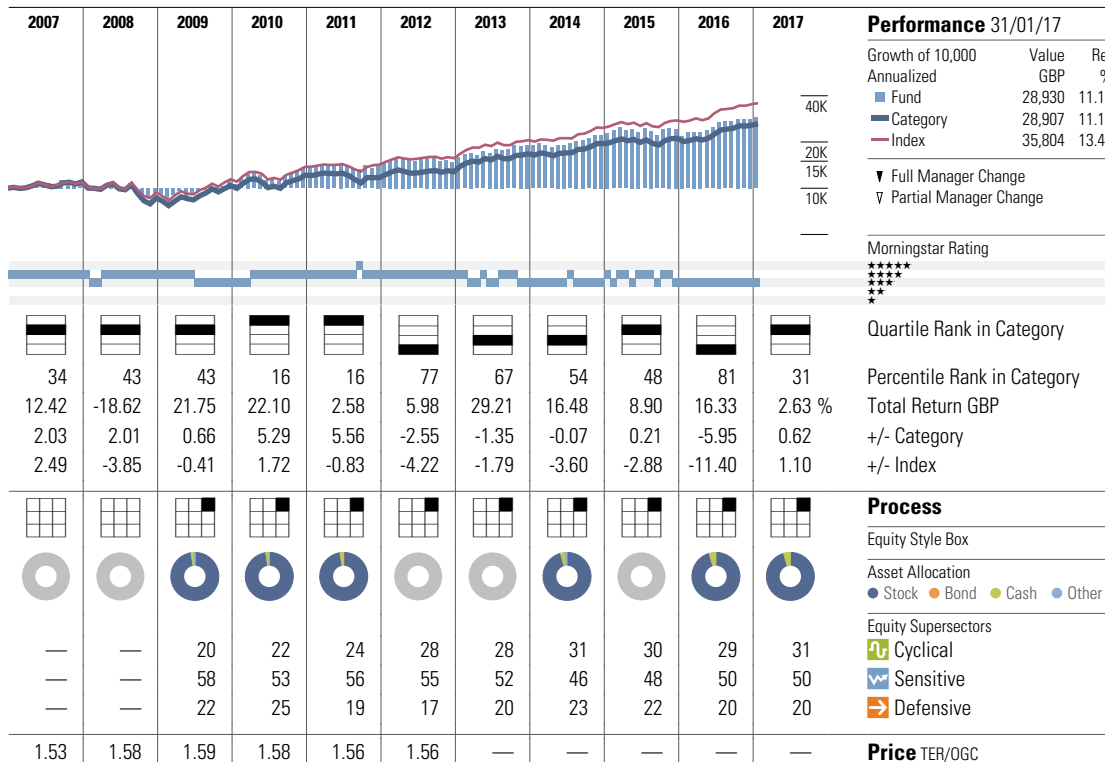 2007 2008 2009 2010 2011 2012 2013 2014 2015 2016 2017
Performance 31/01/17
Growth of 10,000 Value Re
Annualized GBP %
Fund 28,930 11.1
Category 28,907 11.1
Index 35,804 13.4
Full Manager Change
Partial Manager Change
40K
20K
15K
10K
Morningstar Rating
★★★★★
★★★★
★★★
★★
★
Quartile Rank in Category
34 43 43 16 16 77 67 54 48 81 31 Percentile Rank in Category
12.42 -18.62 21.75 22.10 2.58 5.98 29.21 16.48 8.90 16.33 2.63 % Total Return GBP
2.03 2.01 0.66 5.29 5.56 -2.55 -1.35 -0.07 0.21 -5.95 0.62 +/- Category
2.49 -3.85 -0.41 1.72 -0.83 -4.22 -1.79 -3.60 -2.88 -11.40 1.10 +/- Index
Process
Equity Style Box
Asset Allocation
Stock Bond Cash Other
Equity Supersectors
— — 20 22 24 28 28 31 30 29 31 Cyclical
— — 58 53 56 55 52 46 48 50 50 Sensitive
— — 22 25 19 17 20 23 22 20 20 Defensive
1.53 1.58 1.59 1.58 1.56 1.56 — — — — — Price TER/OGC